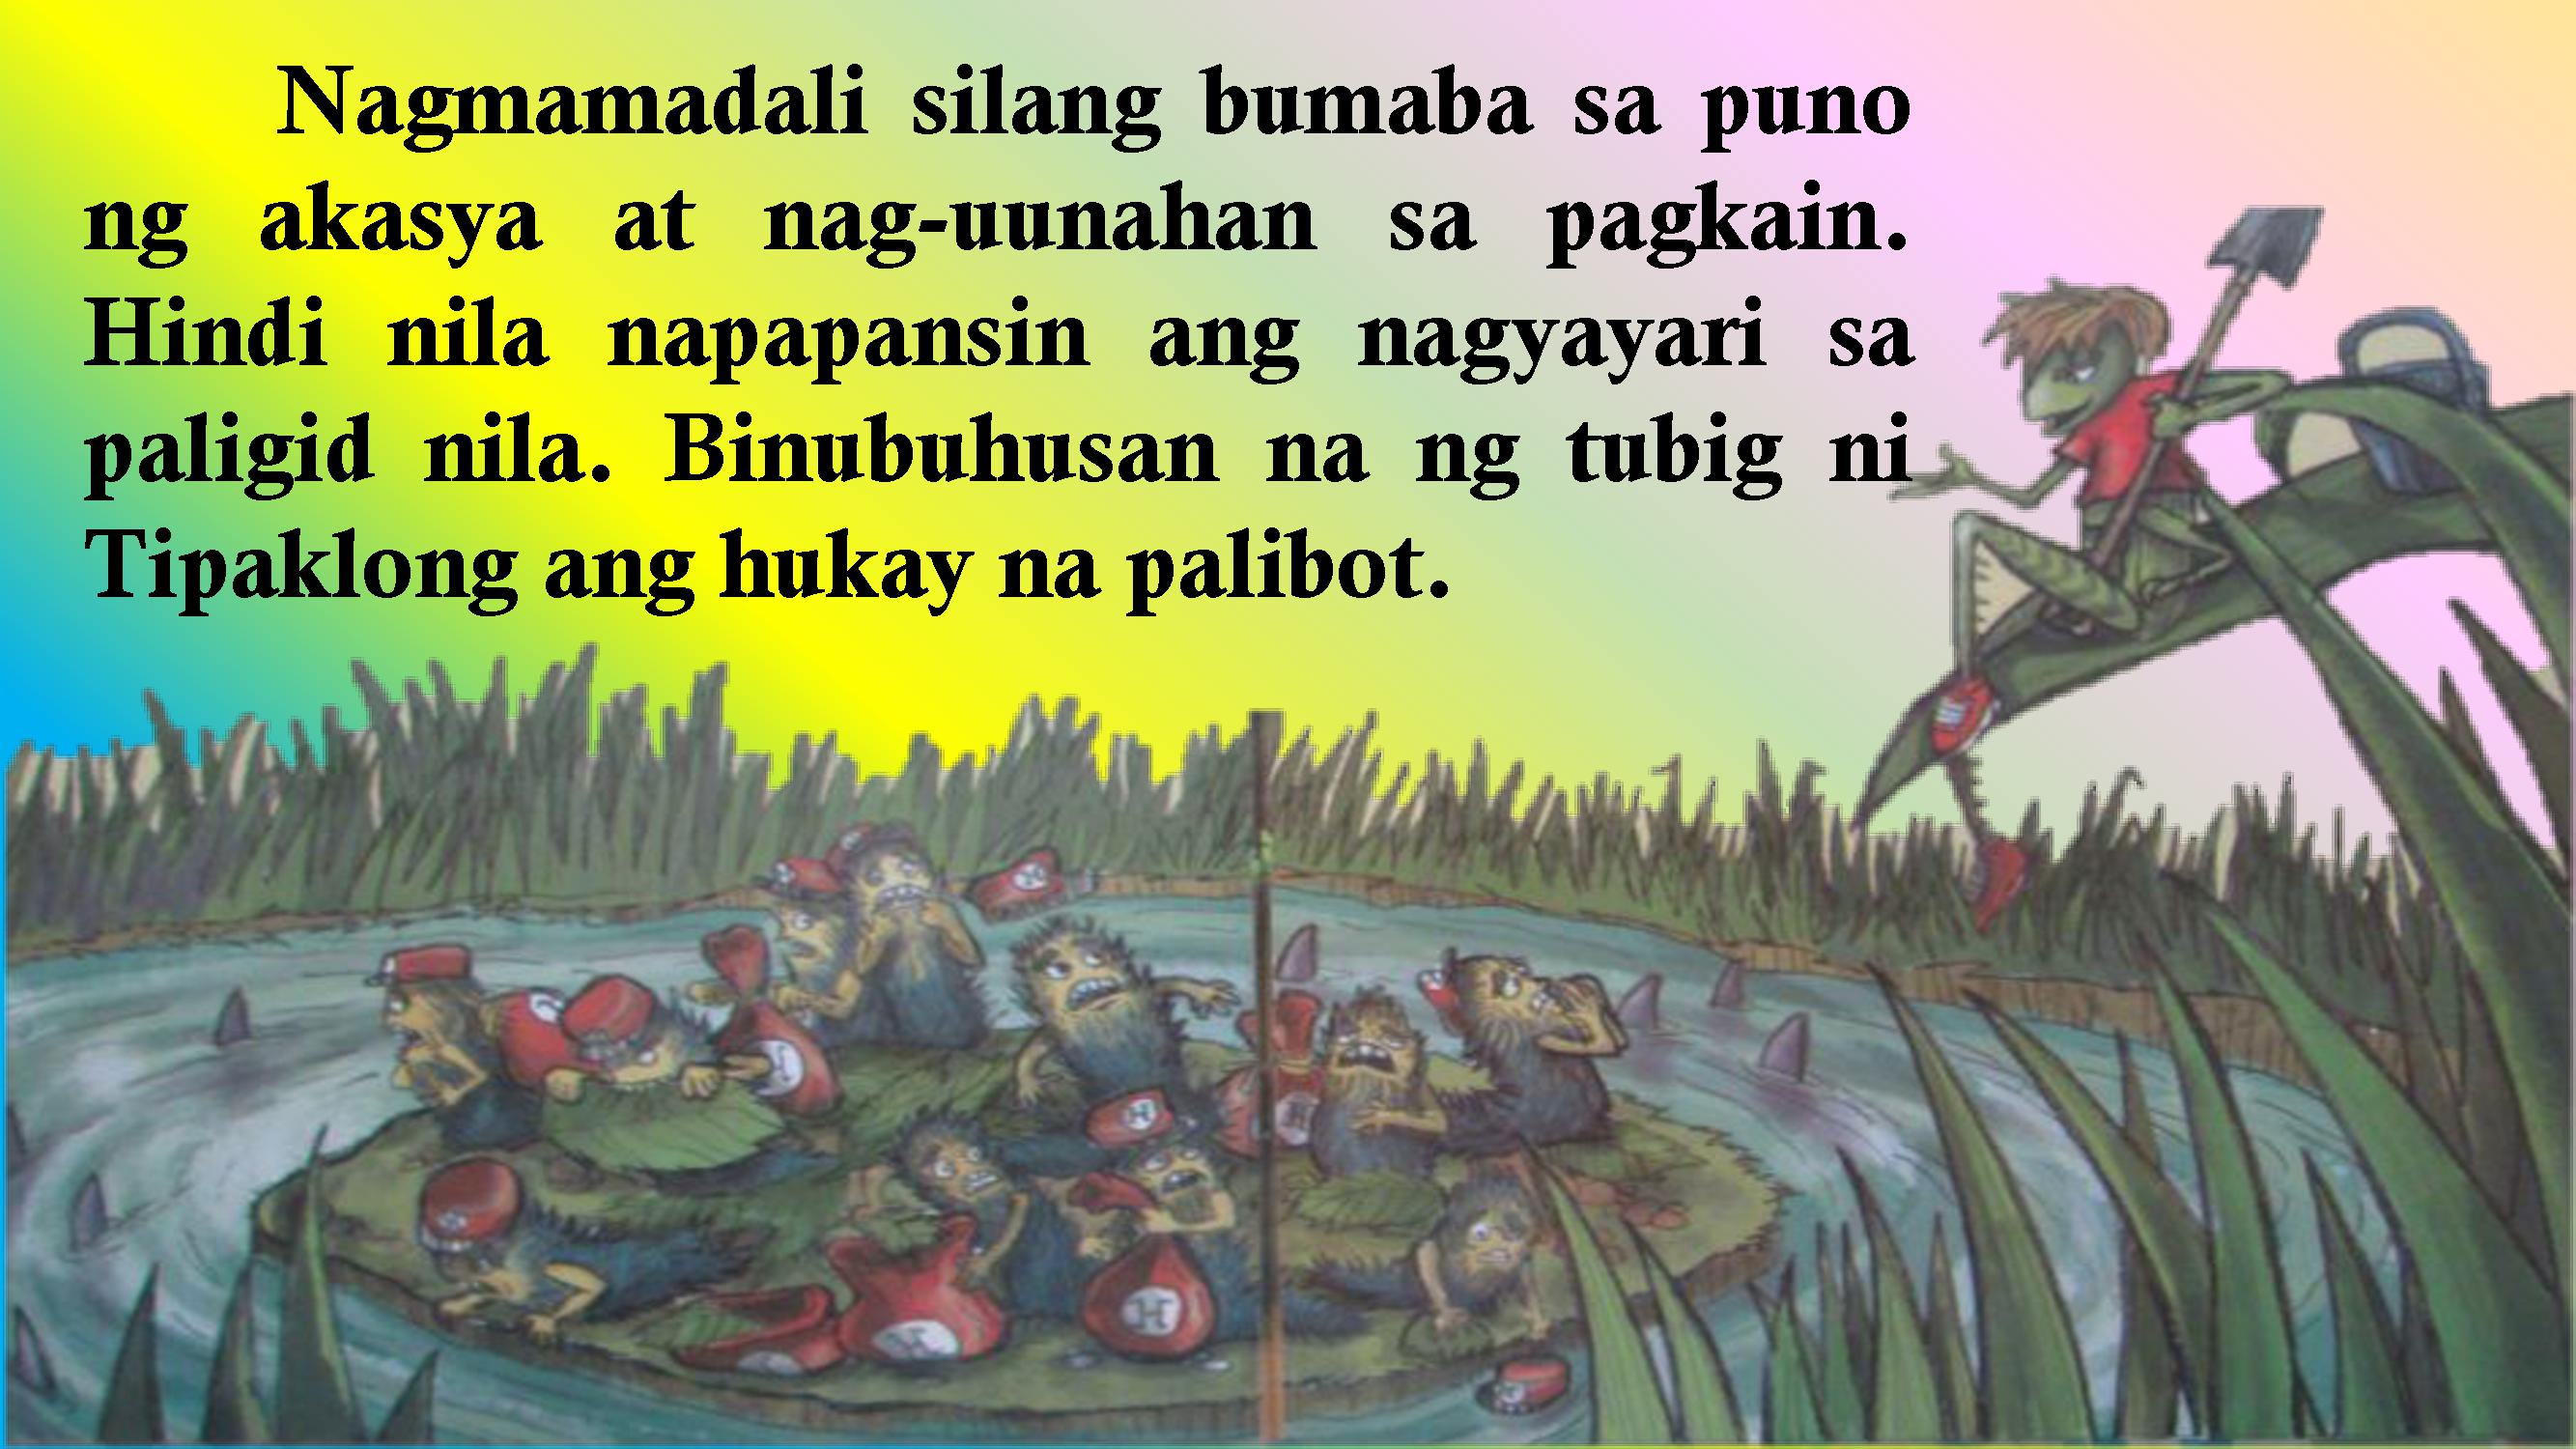 Nagmamadali silang bumaba sa puno
ng akasya at nag-uunahan sa pagkain.
Hindi nila napapansin ang nagyayari sa
paligid nila. Binubuhusan na ng tubig ni
Tipaklong ang hukay na palibot.
H
H
H